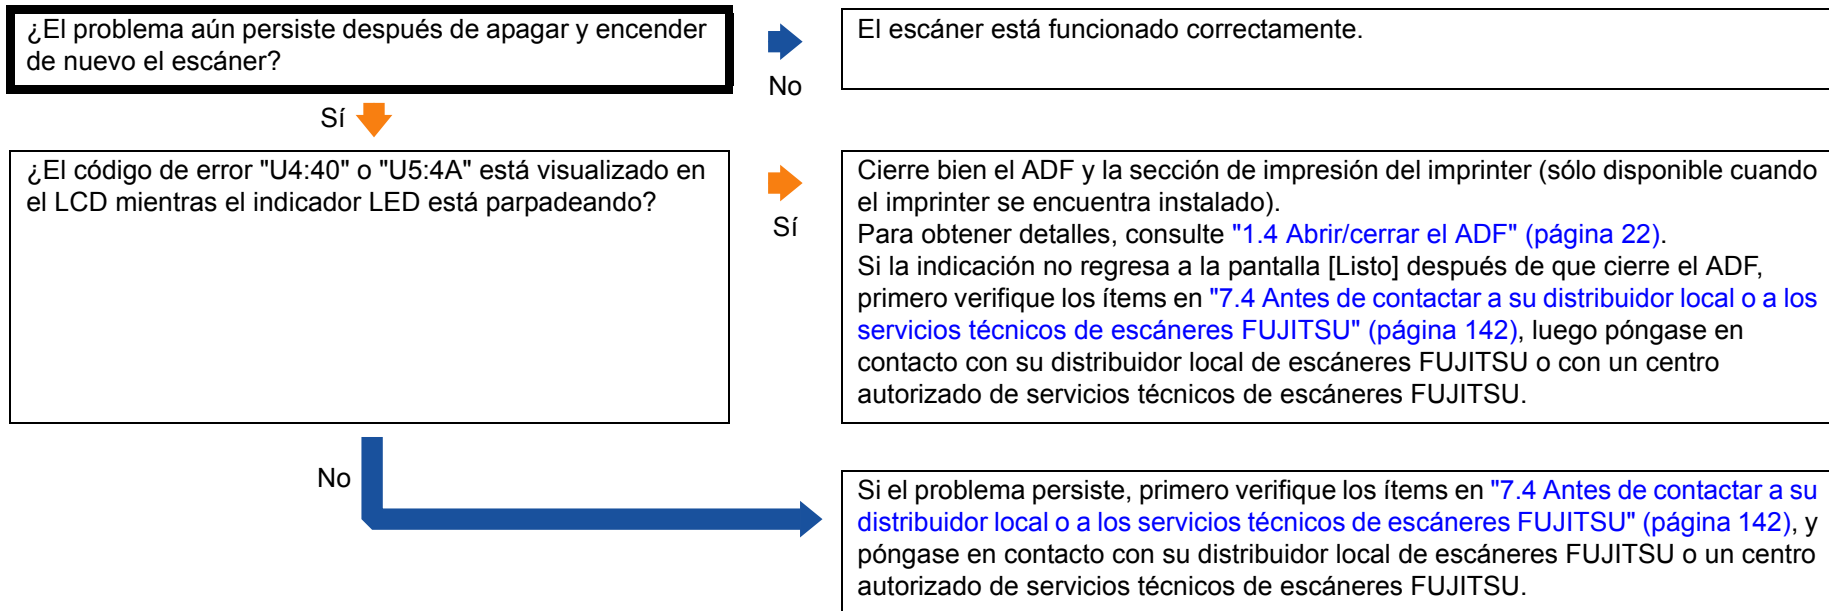 ¿El problema aún persiste después de apagar y encender
de nuevo el escáner?
No
El escáner está funcionado correctamente.
Sí
¿El código de error "U4:40" o "U5:4A" está visualizado en
el LCD mientras el indicador LED está parpadeando?
Sí
Cierre bien el ADF y la sección de impresión del imprinter (sólo disponible cuando
el imprinter se encuentra instalado).
Para obtener detalles, consulte "1.4 Abrir/cerrar el ADF" (página 22).
Si la indicación no regresa a la pantalla [Listo] después de que cierre el ADF,
primero verifique los ítems en "7.4 Antes de contactar a su distribuidor local o a los
servicios técnicos de escáneres FUJITSU" (página 142), luego póngase en
contacto con su distribuidor local de escáneres FUJITSU o con un centro
autorizado de servicios técnicos de escáneres FUJITSU.
No
Si el problema persiste, primero verifique los ítems en "7.4 Antes de contactar a su
distribuidor local o a los servicios técnicos de escáneres FUJITSU" (página 142), y
póngase en contacto con su distribuidor local de escáneres FUJITSU o un centro
autorizado de servicios técnicos de escáneres FUJITSU.